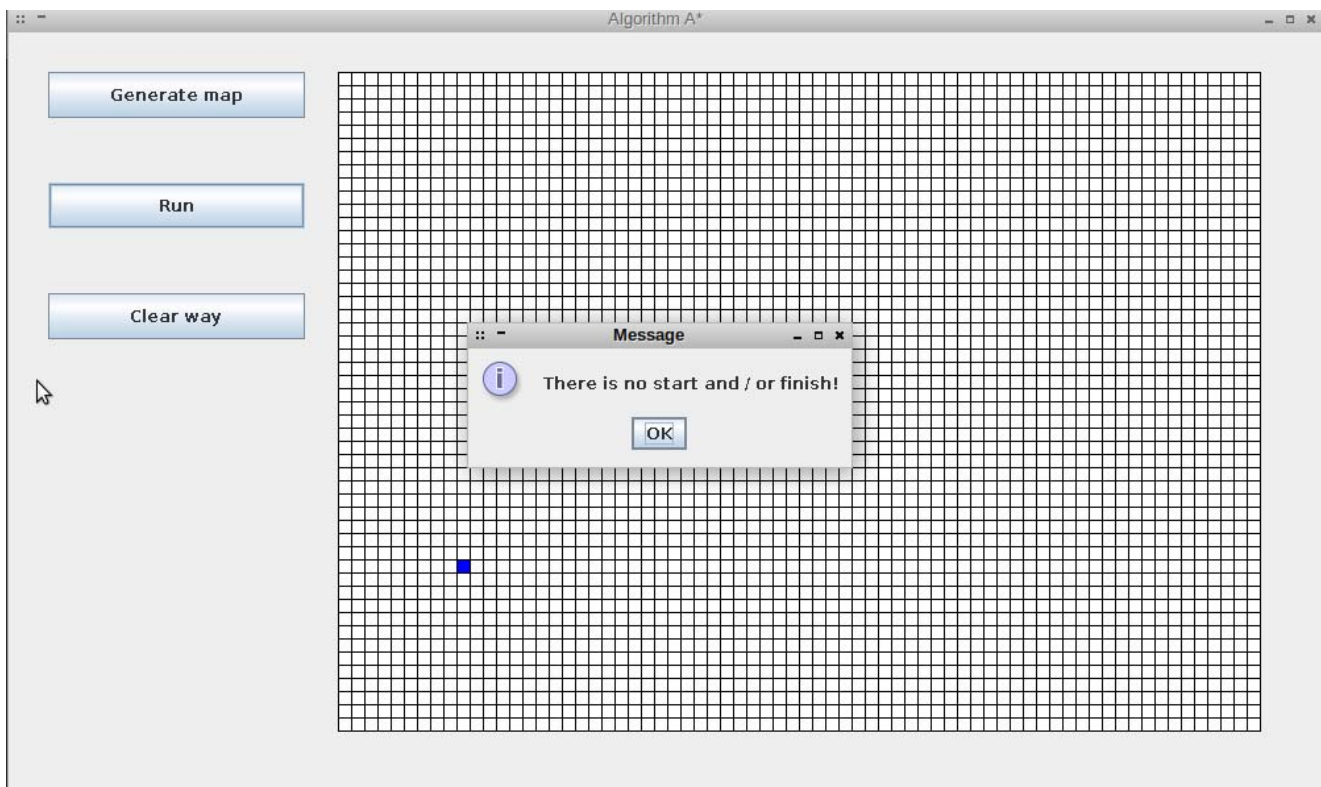 Algorithm A*
Generate map
Run
Clear way
Message
i
There is no start and / or finish!
OK